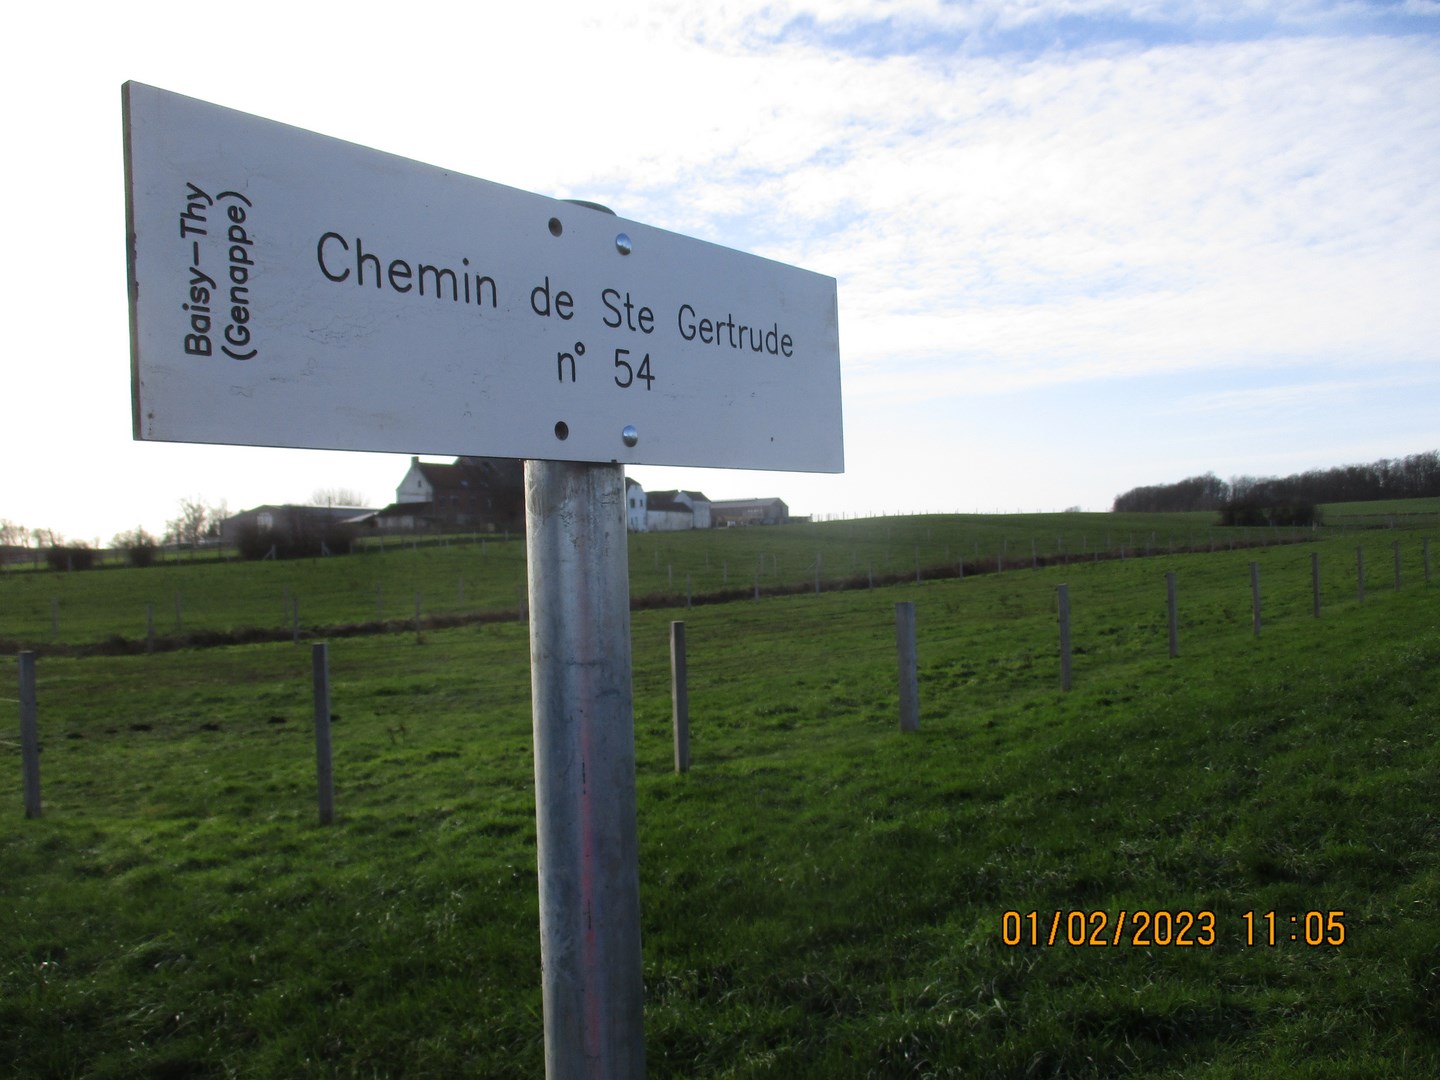 Baisy-Thy
(Genappe)
Chemin de Ste Gertrude
n° 54
01/02/2023 11:05